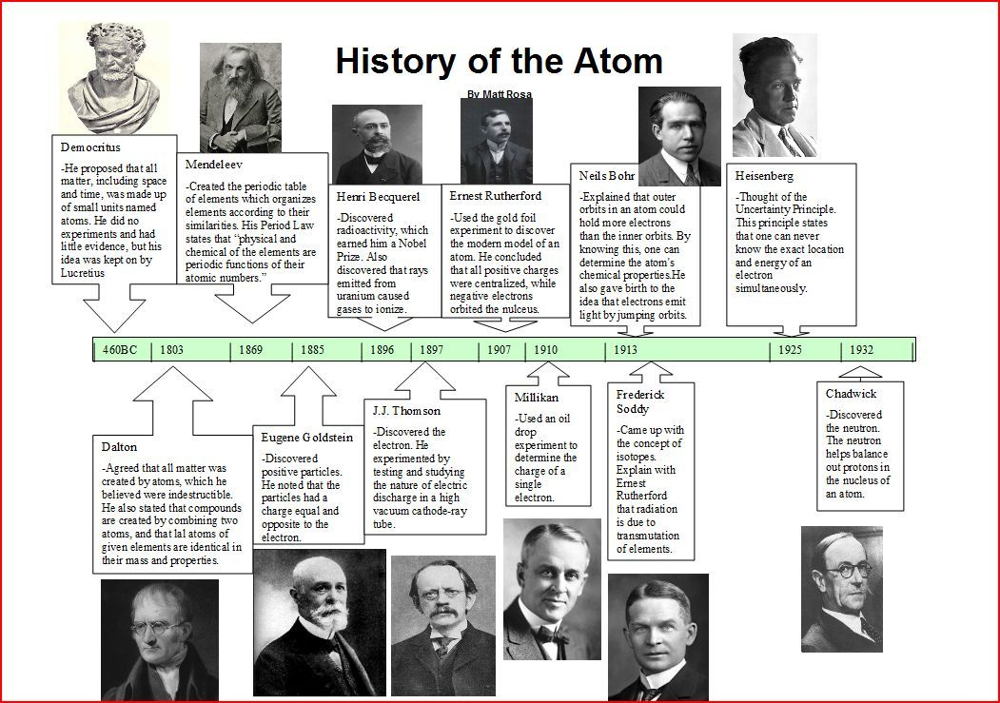 History of the Atom
By Matt Rosa
Democritus
-He proposed that all
matter, including space
and time, was made up
of small units named
atoms. He did no
experiments and had
little evidence, but his
idea was kept on by
Lucretius
Mendeleev
-Created the periodic table
of elements which organizes
elements according to their
similarities. His Period Law
states that “physical and
chemical of the elements are
periodic functions of their
atomic numbers.”
Henri Becquerel
-Discovered
radioactivity, which
earned him a Nobel
Prize. Also
discovered that rays
emitted from
uranium caused
gases to ionize.
Ernest Rutherford
-Used the gold foil
experiment to discover
the modern model of an
atom. He concluded
that all positive charges
were centralized, while
negative electrons
orbited the nulceus.
Neils Bohr
-Explained that outer
orbits in an atom could
hold more electrons
than the inner orbits. By
knowing this, one can
determine the atom's
chemical properties.He
also gave birth to the
idea that electrons emit
light by jumping orbits.
Heisenberg
-Thought of the
Uncertainty Principle.
This principle states
that one can never
know the exact location
and energy of an
electron
simultaneously.
460BC 1803 1869 1885 1896 1897 1907 1910 1913 1925 1932
Dalton
-Agreed that all matter was
created by atoms, which he
believed were indestructible.
He also stated that compounds
are created by combining two
atoms, and that lal atoms of
given elements are identical in
their mass and properties.
Eugene Goldstein
-Discovered
positive particles.
He noted that the
particles had a
charge equal and
opposite to the
electron.
J.J. Thomson
-Discovered the
electron. He
experimented by
testing and studying
the nature of electric
discharge in a high
vacuum cathode-ray
tube.
Millikan
-Used an oil
drop
experiment to
determine the
charge of a
single
electron.
Frederick
Soddy
-Came up with
the concept of
isotopes.
Explain with
Ernest
Rutherford
that radiation
is due to
transmutation
of elements.
Chadwick
-Discovered
the neutron.
The neutron
helps balance
out protons in
the nucleus of
an atom.